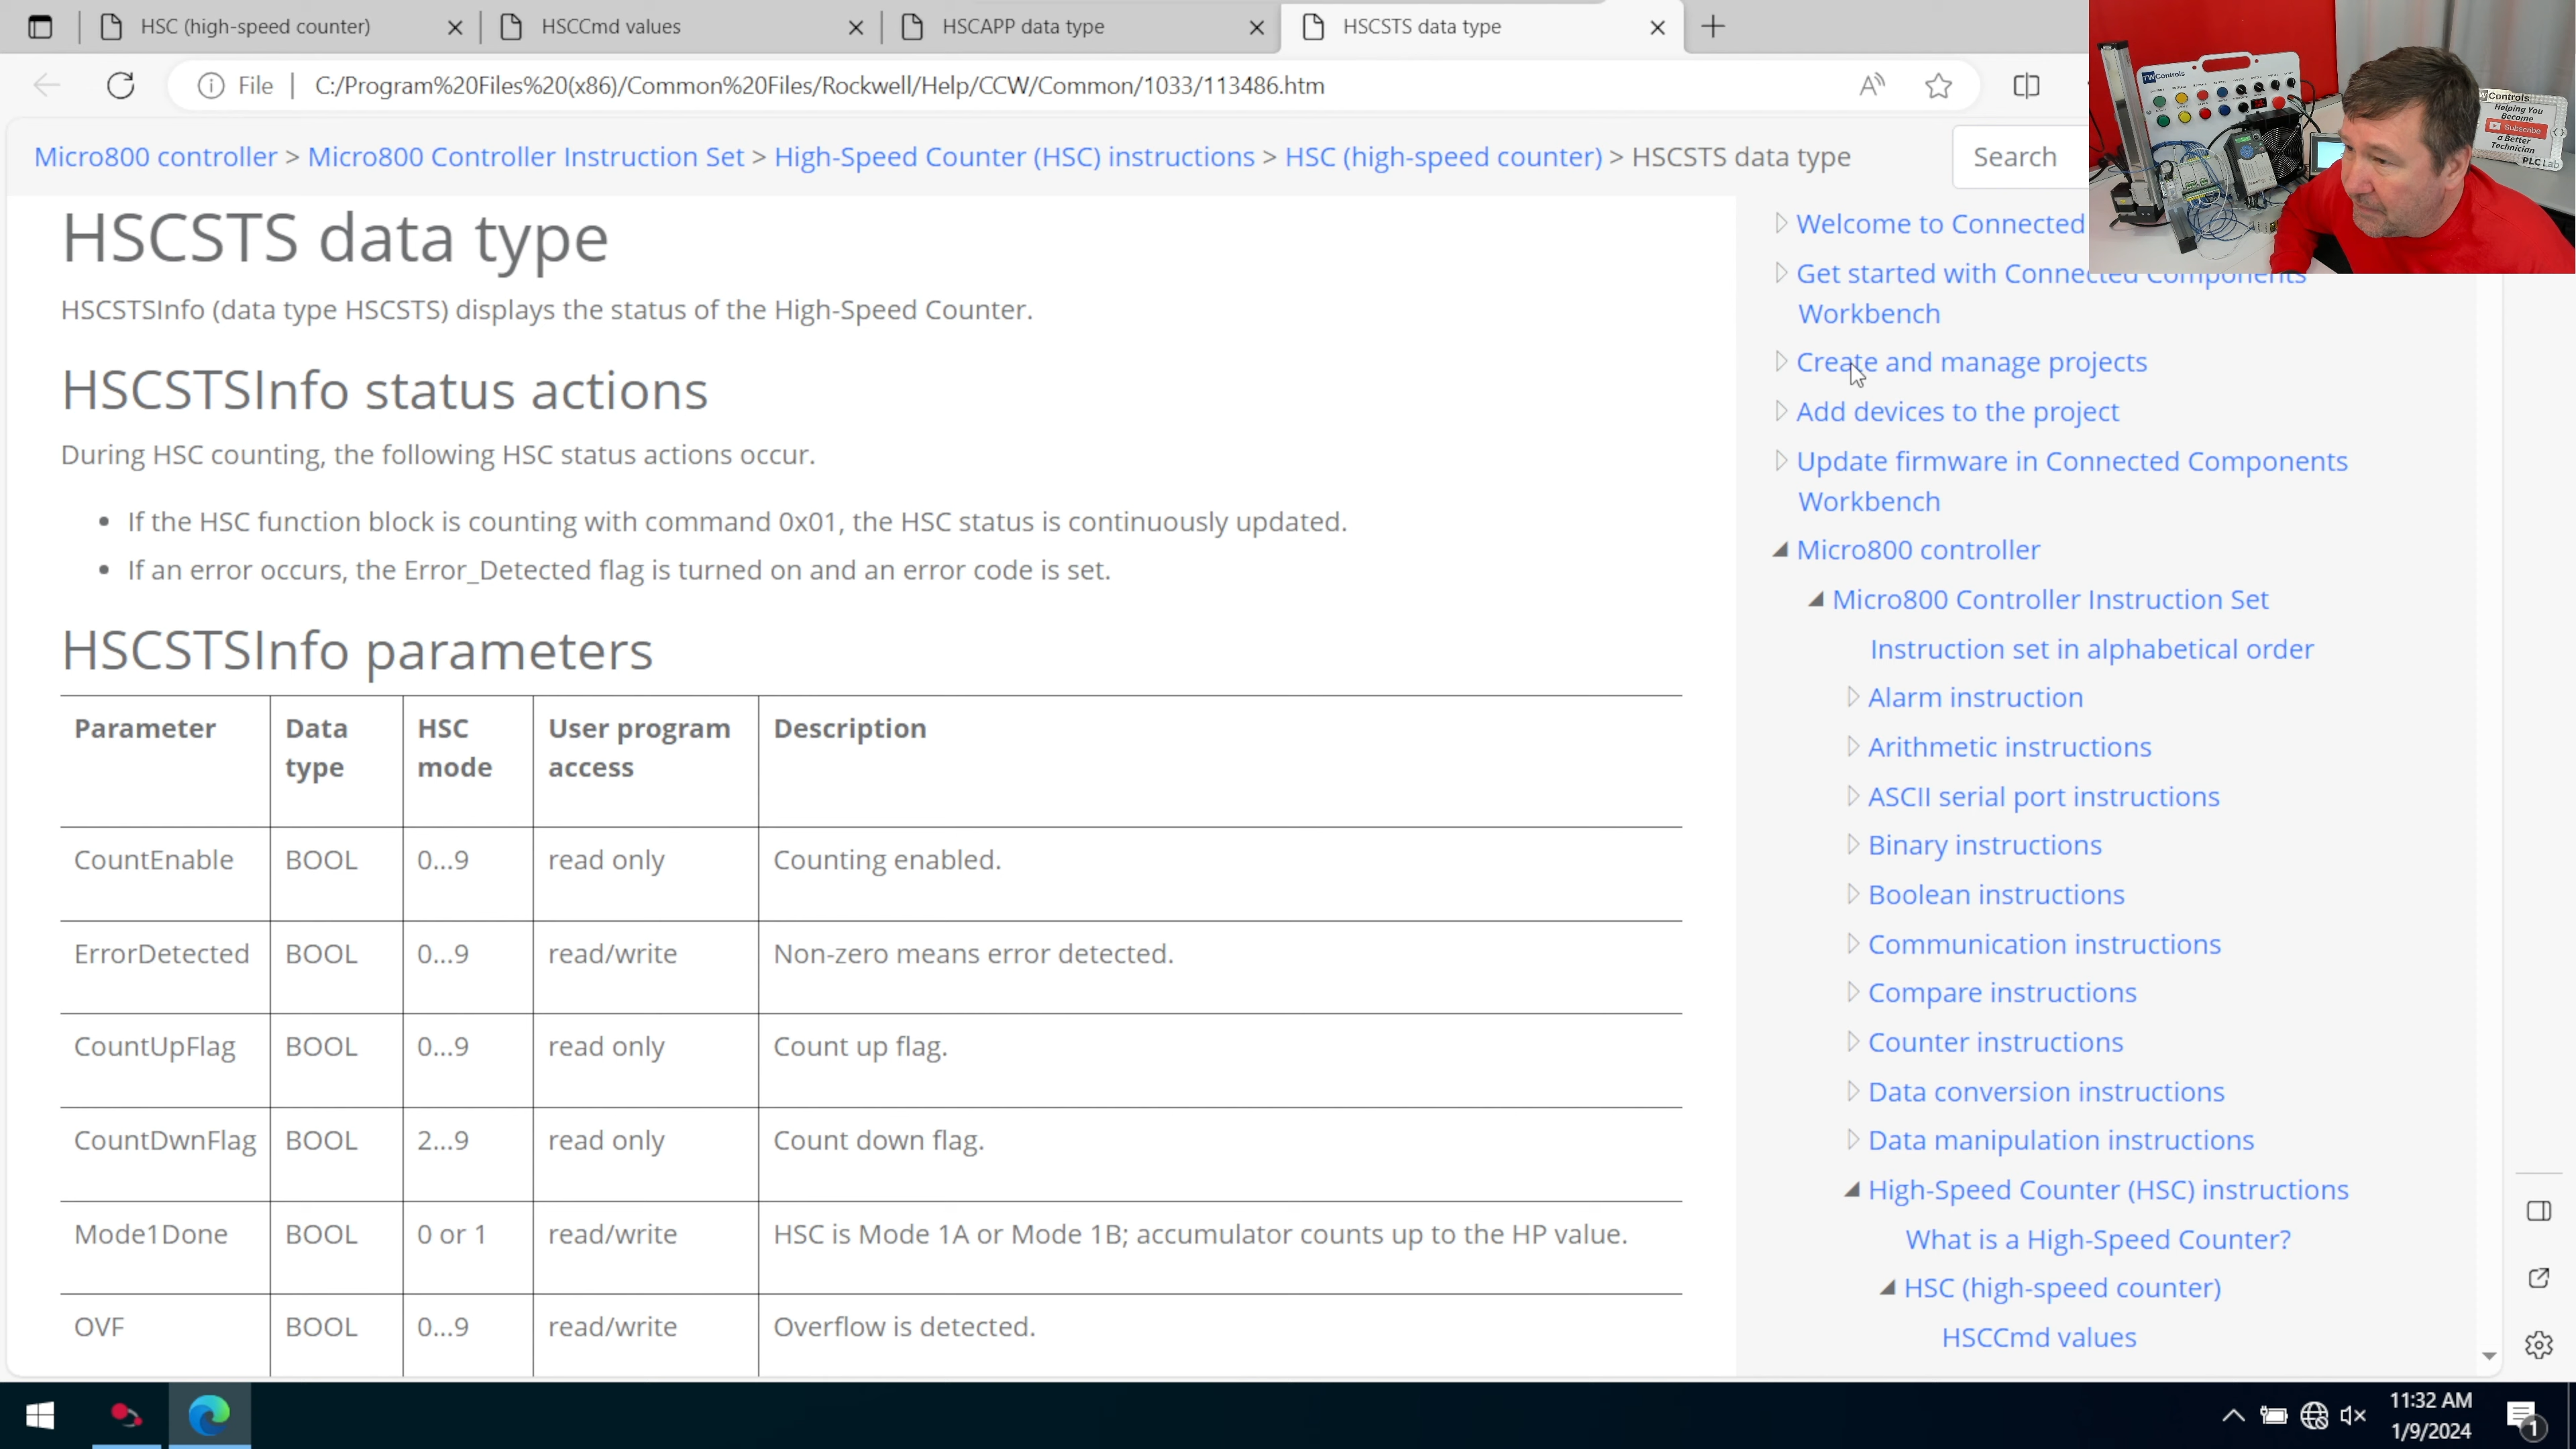 HSC (high-speed counter)
HSCCmd values
HSCAPP data type
HSCSTS data type
File
C:/Program%20Files%20(x86)/Common%20Files/Rockwell/Help/CCW/Common/1033/113486.htm
Micro800 controller > Micro800 Controller Instruction Set > High-Speed Counter (HSC) instructions > HSC (high-speed counter) > HSCSTS data type
Search
HSCSTS data type
HSCSTSInfo (data type HSCSTS) displays the status of the High-Speed Counter.
HSCSTSInfo status actions
During HSC counting, the following HSC status actions occur.
• If the HSC function block is counting with command 0x01, the HSC status is continuously updated.
• If an error occurs, the Error_Detected flag is turned on and an error code is set.
HSCSTSInfo parameters
Parameter Data type HSC mode User program access Description
CountEnable BOOL 0...9 read only Counting enabled.
ErrorDetected BOOL 0...9 read/write Non-zero means error detected.
CountUpFlag BOOL 0...9 read only Count up flag.
CountDwnFlag BOOL 2...9 read only Count down flag.
Mode1Done BOOL 0 or 1 read/write HSC is Mode 1A or Mode 1B; accumulator counts up to the HP value.
OVF BOOL 0...9 read/write Overflow is detected.
Welcome to Connected
Get started with Connected Components
Workbench
Create and manage projects
Add devices to the project
Update firmware in Connected Components
Workbench
Micro800 controller
Micro800 Controller Instruction Set
Instruction set in alphabetical order
Alarm instruction
Arithmetic instructions
ASCII serial port instructions
Binary instructions
Boolean instructions
Communication instructions
Compare instructions
Counter instructions
Data conversion instructions
Data manipulation instructions
High-Speed Counter (HSC) instructions
What is a High-Speed Counter?
HSC (high-speed counter)
HSCCmd values
TWControls
Controls
Helping You
Become
Subscribe
a Better
Technician
PLC Lab
11:32 AM
1/9/2024
1